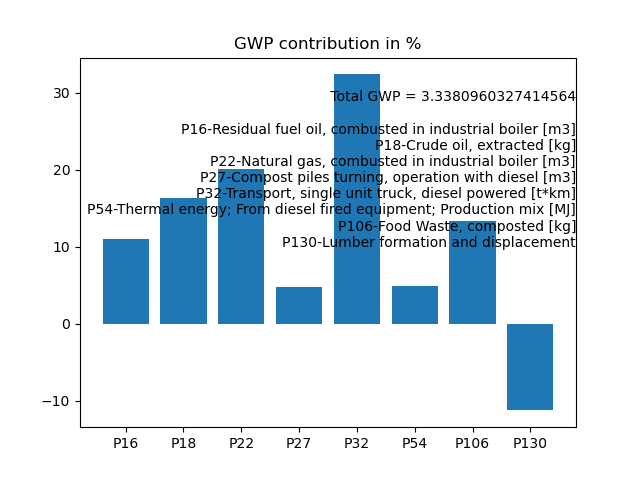 GWP contribution in %
30
20
10
0
−10
Total GWP = 3.3380960327414564
P16-Residual fuel oil, combusted in industrial boiler [m3]
P18-Crude oil, extracted [kg]
P22-Natural gas, combusted in industrial boiler [m3]
P27-Compost piles turning, operation with diesel [m3]
P32-Transport, single unit truck, diesel powered [t*km]
P54-Thermal energy; From diesel fired equipment; Production mix [MJ]
P106-Food Waste, composted [kg]
P130-Lumber formation and displacement
P16 P18 P22 P27 P32 P54 P106 P130